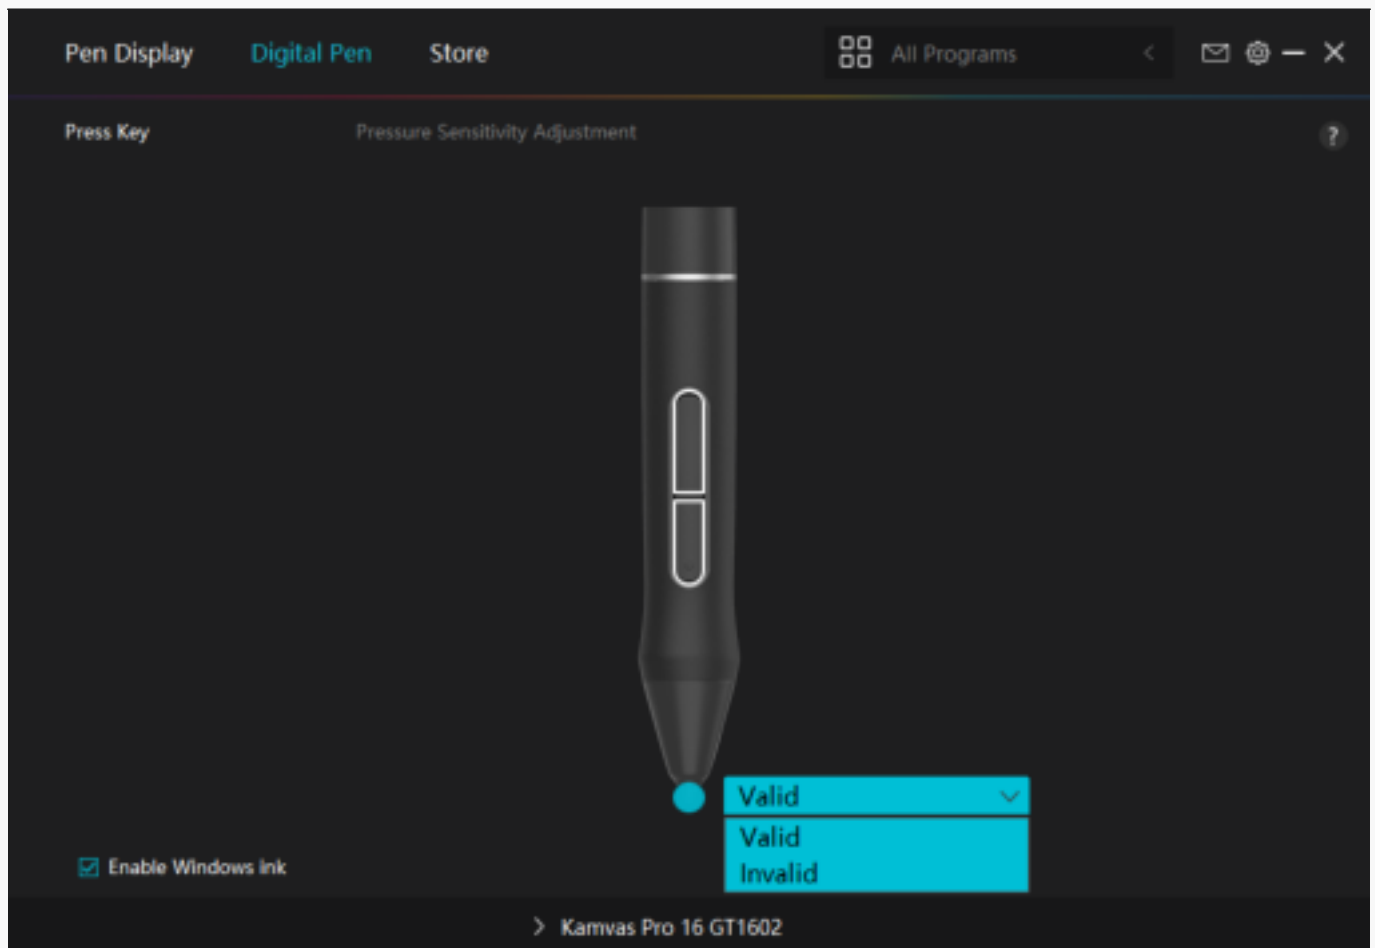 Pen Display Digital Pen Store All Programs
Press Key Pressure Sensitivity Adjustment ?
Valid
Valid
Invalid
Enable Windows ink
Kamvas Pro 16 GT1602